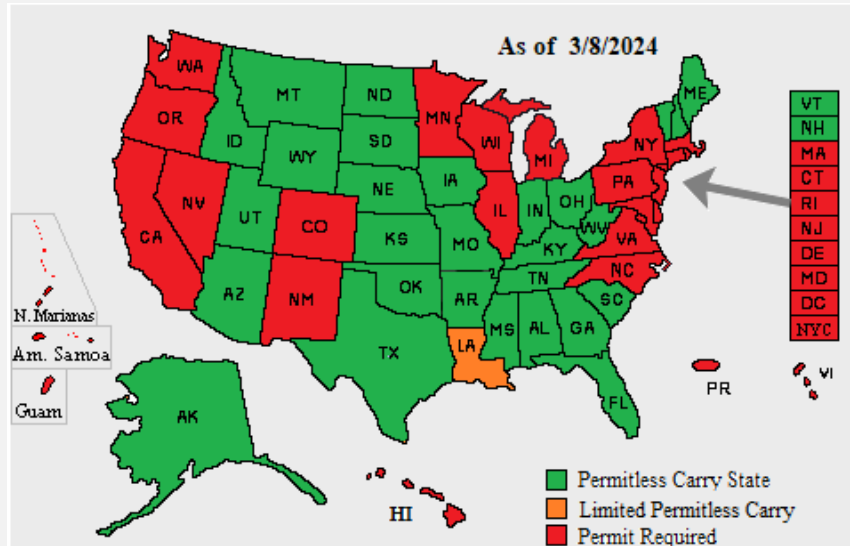 As of 3/8/2024
WA
MT
ND
MN
ME
OR
ID
WY
SD
WI
MI
NY
VT
NH
MA
CT
RI
NJ
DE
MD
DC
NYC
NV
UT
CO
NE
IA
IL
IN
OH
PA
WV
VA
CA
KS
MO
KY
NC
AZ
NM
OK
AR
TN
SC
TX
LA
MS
AL
GA
FL
N. Marianas
Am. Samoa
Guam
AK
HI
PR
VI
Permitless Carry State
Limited Permitless Carry
Permit Required